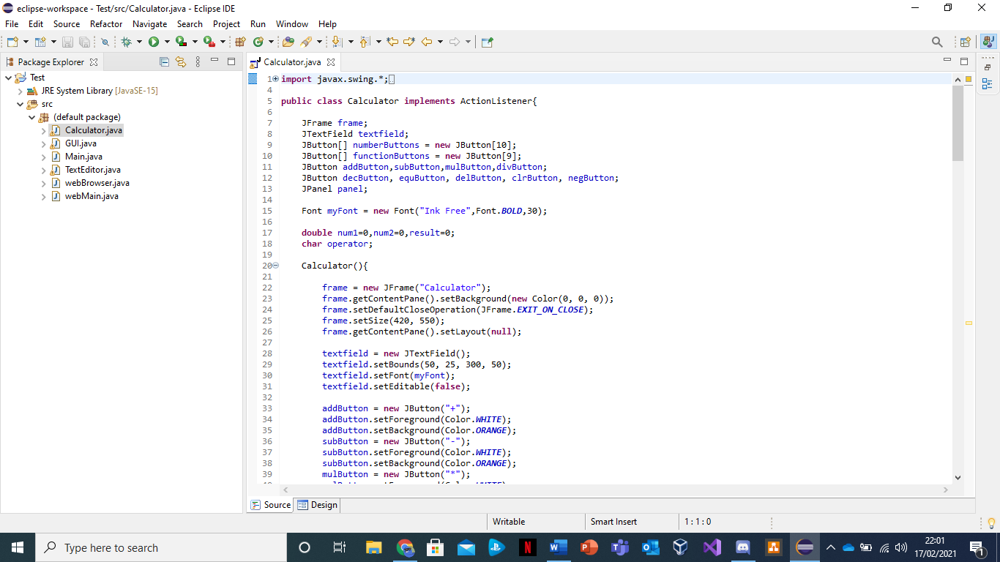 eclipse-workspace - Test/src/Calculator.java - Eclipse IDE
File Edit Source Refactor Navigate Search Project Run Window Help
Package Explorer
Test
JRE System Library [JavaSE-15]
src
(default package)
Calculator.java
GUI.java
Main.java
TextEditor.java
webBrowser.java
webMain.java
Calculator.java
1 import javax.swing.*;
4
5 public class Calculator implements ActionListener{
6
7 JFrame frame;
8 JTextField textfield;
9 JButton[] numberButtons = new JButton[10];
10 JButton[] functionButtons = new JButton[9];
11 JButton addButton,subButton,mulButton,divButton;
12 JButton decButton, equButton, delButton, clrButton, negButton;
13 JPanel panel;
14
15 Font myFont = new Font("Ink Free",Font.BOLD,30);
16
17 double num1=0,num2=0,result=0;
18 char operator;
19
20 Calculator(){
21
22 frame = new JFrame("Calculator");
23 frame.getContentPane().setBackground(new Color(0, 0, 0));
24 frame.setDefaultCloseOperation(JFrame.EXIT_ON_CLOSE);
25 frame.setSize(420, 550);
26 frame.getContentPane().setLayout(null);
27
28 textfield = new JTextField();
29 textfield.setBounds(50, 25, 300, 50);
30 textfield.setFont(myFont);
31 textfield.setEditable(false);
32
33 addButton = new JButton("+");
34 addButton.setForeground(Color.WHITE);
35 addButton.setBackground(Color.ORANGE);
36 subButton = new JButton("-");
37 subButton.setForeground(Color.WHITE);
38 subButton.setBackground(Color.ORANGE);
39 mulButton = new JButton("*");
Source Design
Writable Smart Insert 1 : 1 : 0
Type here to search
22:01
17/02/2021
1